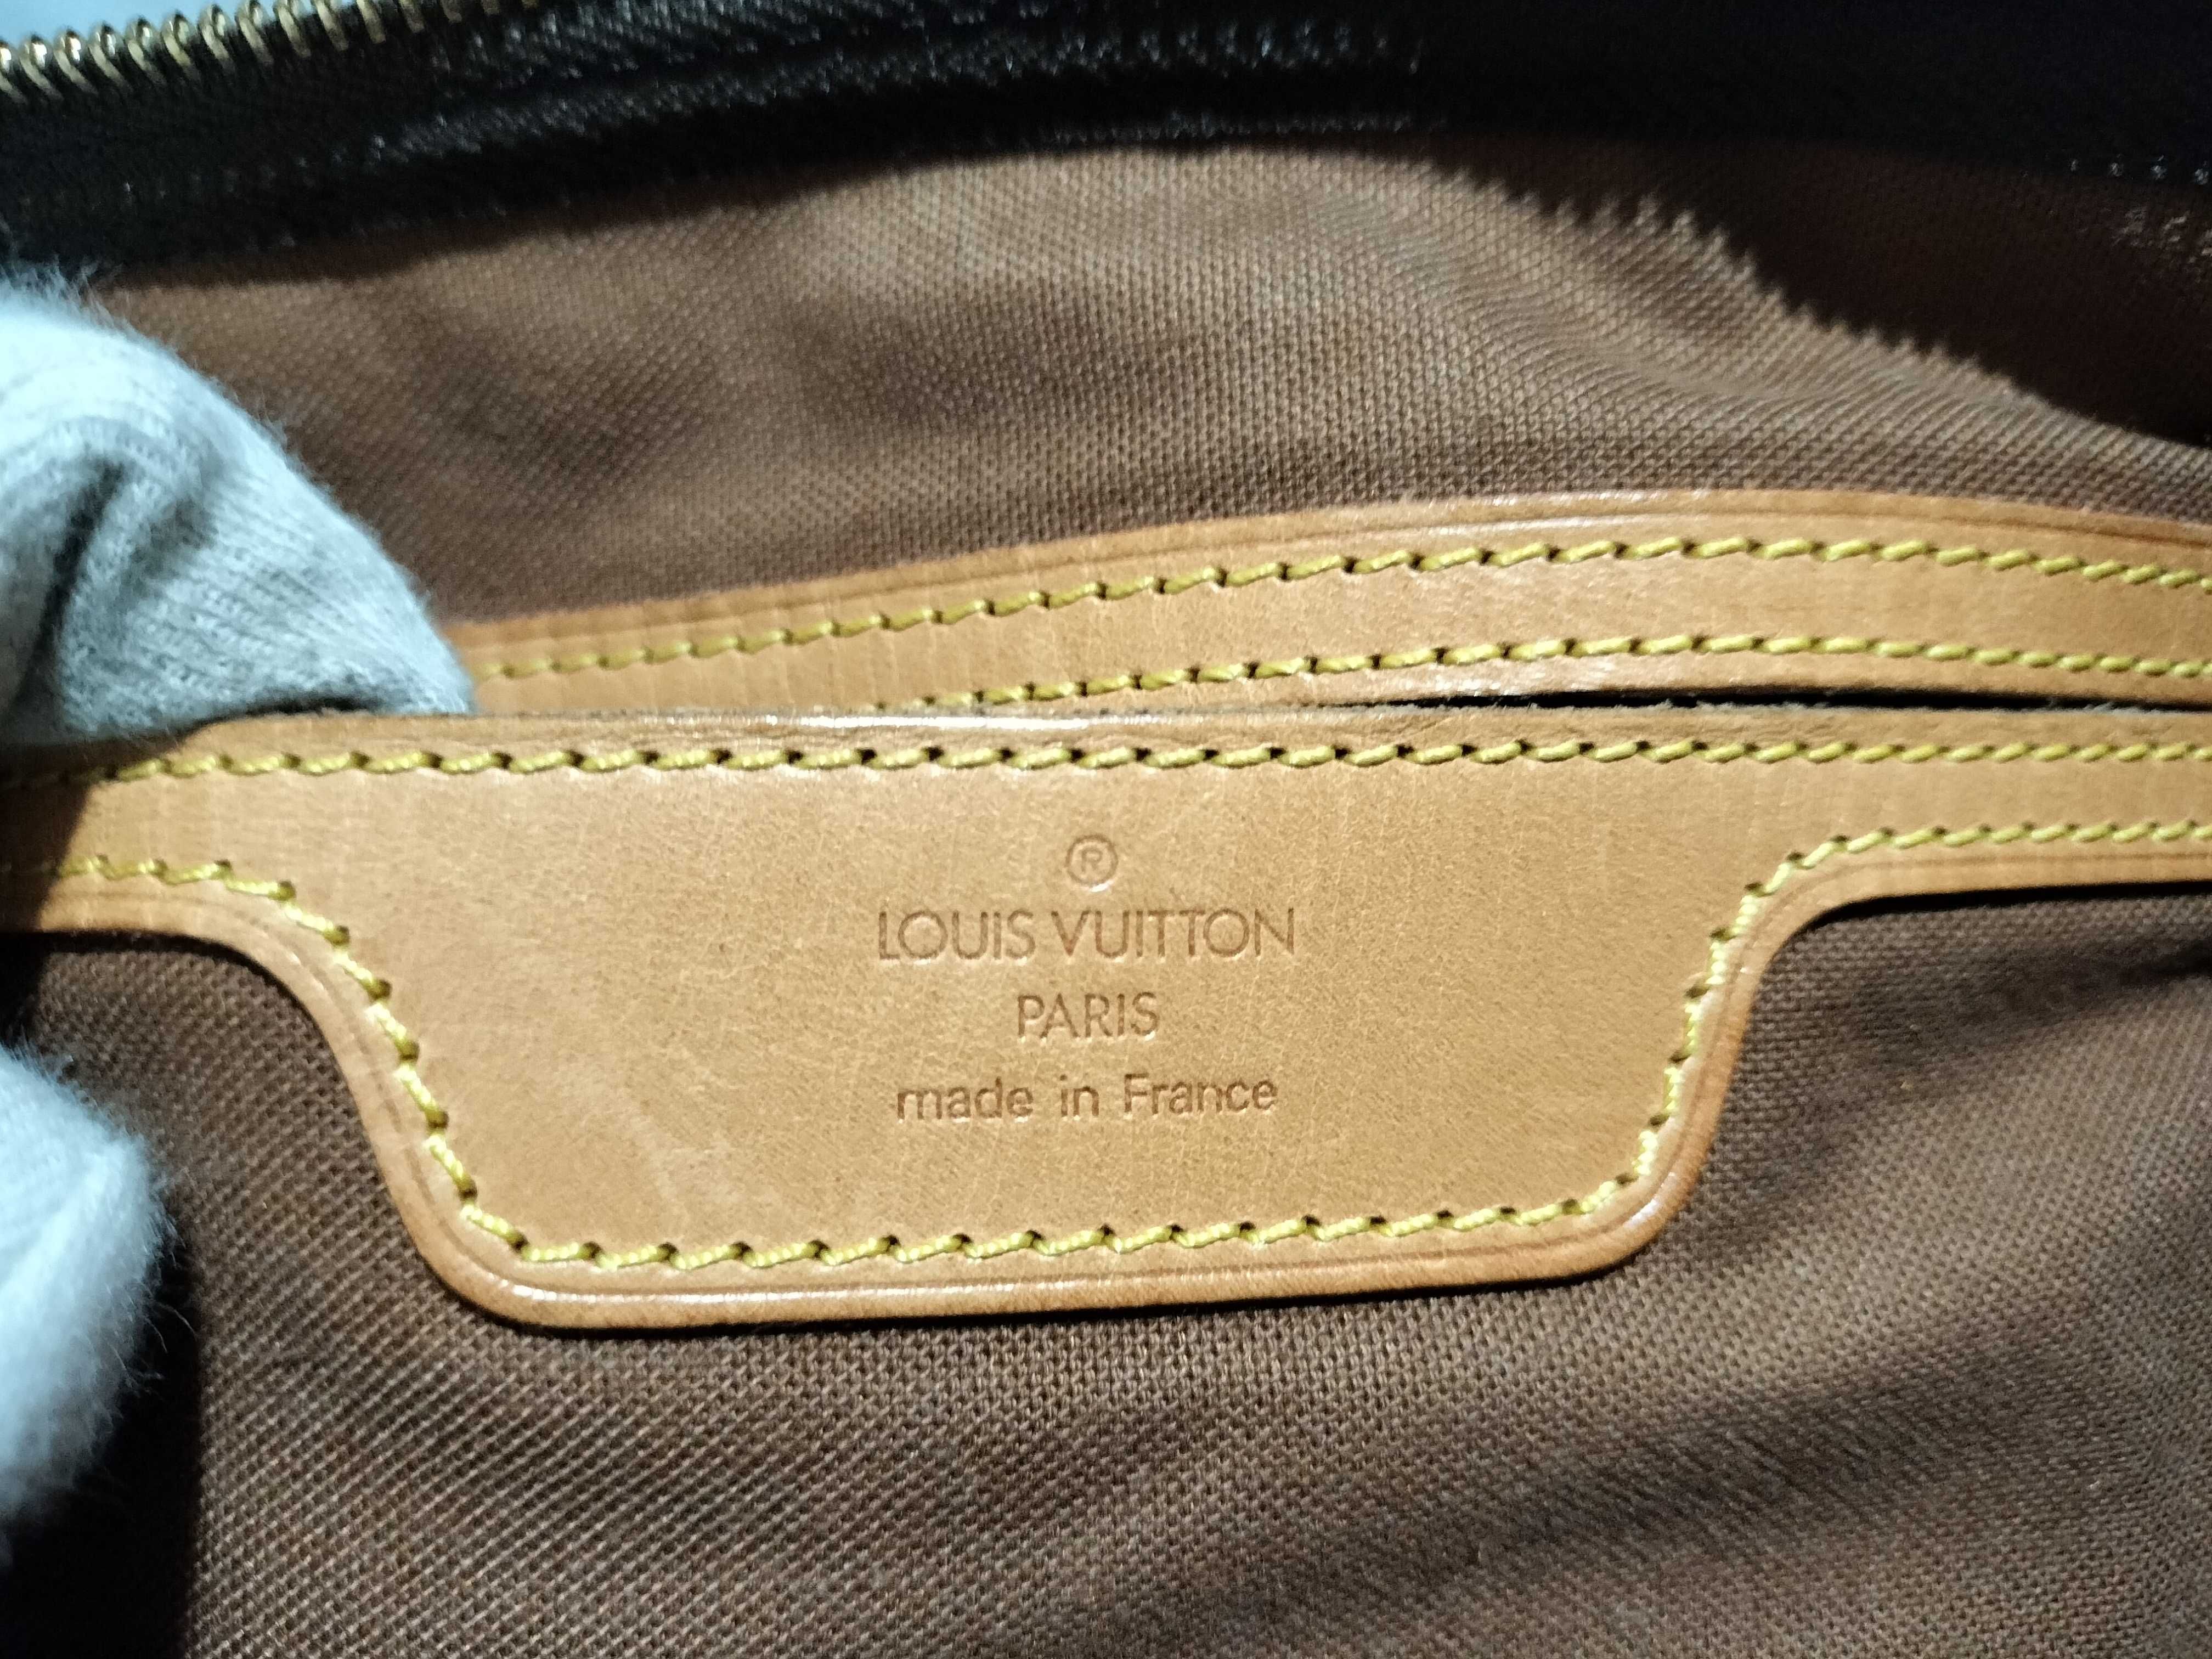 ®
LOUIS VUITTON
PARIS
made in France